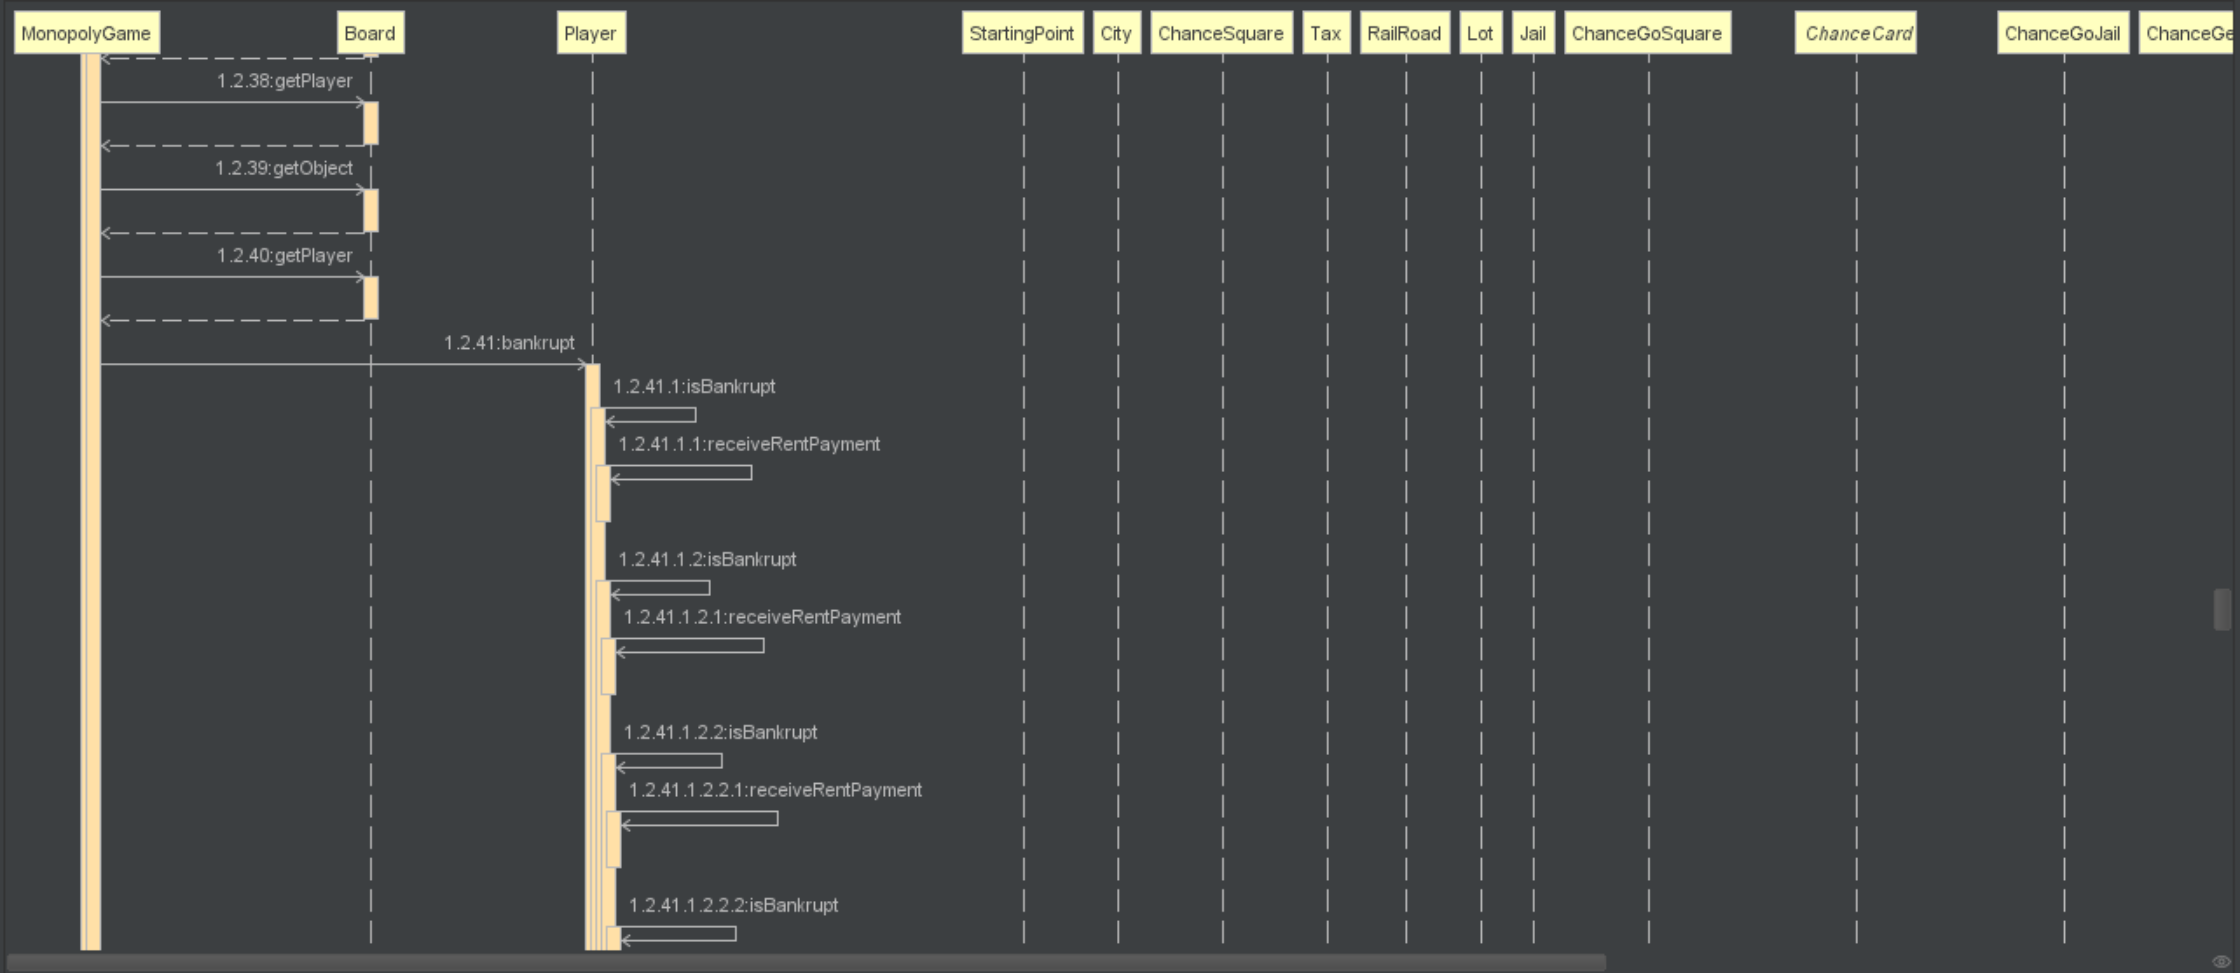 MonopolyGame Board Player StartingPoint City ChanceSquare Tax RailRoad Lot Jail ChanceGoSquare ChanceCard ChanceGoJail ChanceGe
1.2.38:getPlayer
1.2.39:getObject
1.2.40:getPlayer
1.2.41:bankrupt
1.2.41.1:isBankrupt
1.2.41.1.1:receiveRentPayment
1.2.41.1.2:isBankrupt
1.2.41.1.2.1:receiveRentPayment
1.2.41.1.2.2:isBankrupt
1.2.41.1.2.2.1:receiveRentPayment
1.2.41.1.2.2.2:isBankrupt